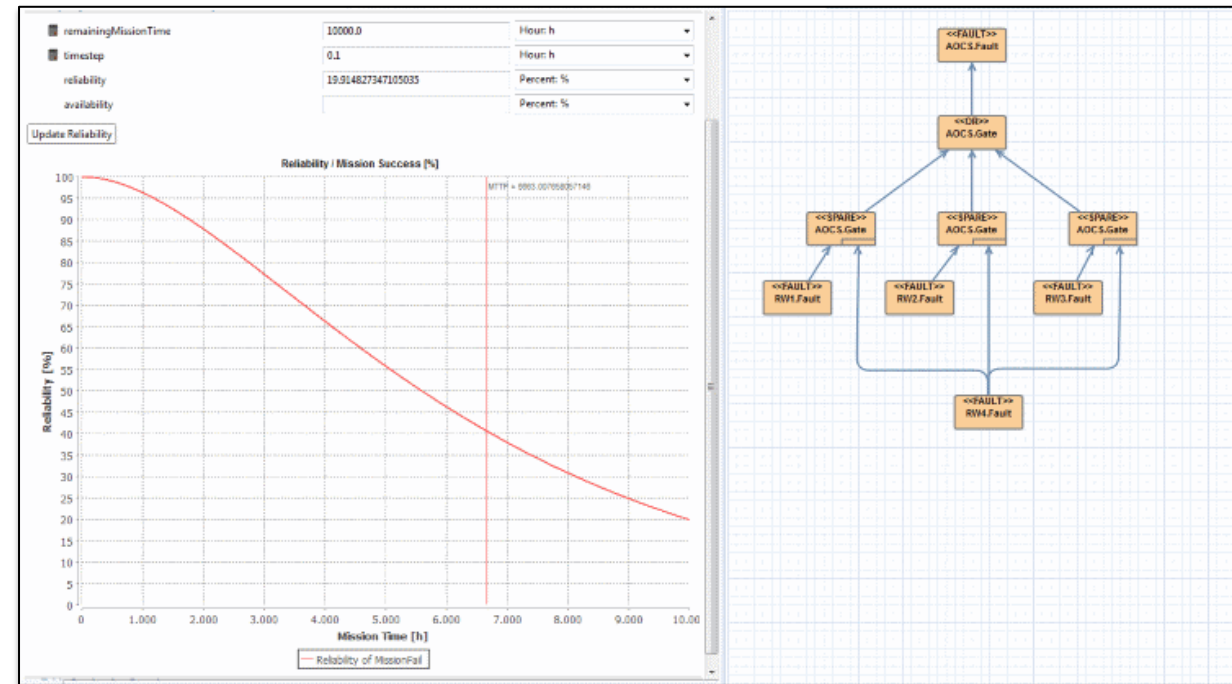 remainingMissionTime 10000.0 Hour: h
timestep 0.1 Hour: h
reliability 19.914827347105035 Percent: %
availability Percent: %
Update Reliability
Reliability / Mission Success [%]
100
95
90
85
80
75
70
65
60
55
50
45
40
35
30
25
20
15
10
5
0
Reliability [%]
0 1.000 2.000 3.000 4.000 5.000 6.000 7.000 8.000 9.000 10.00
Mission Time [h]
Reliability of MissionFail
<<FAULT>>
AOCS.Fault
<<OR>>
AOCS.Gate
<<SPARE>> <<SPARE>> <<SPARE>>
AOCS.Gate AOCS.Gate AOCS.Gate
<<FAULT>> <<FAULT>> <<FAULT>>
RW1.Fault RW2.Fault RW3.Fault
<<FAULT>>
RW4.Fault